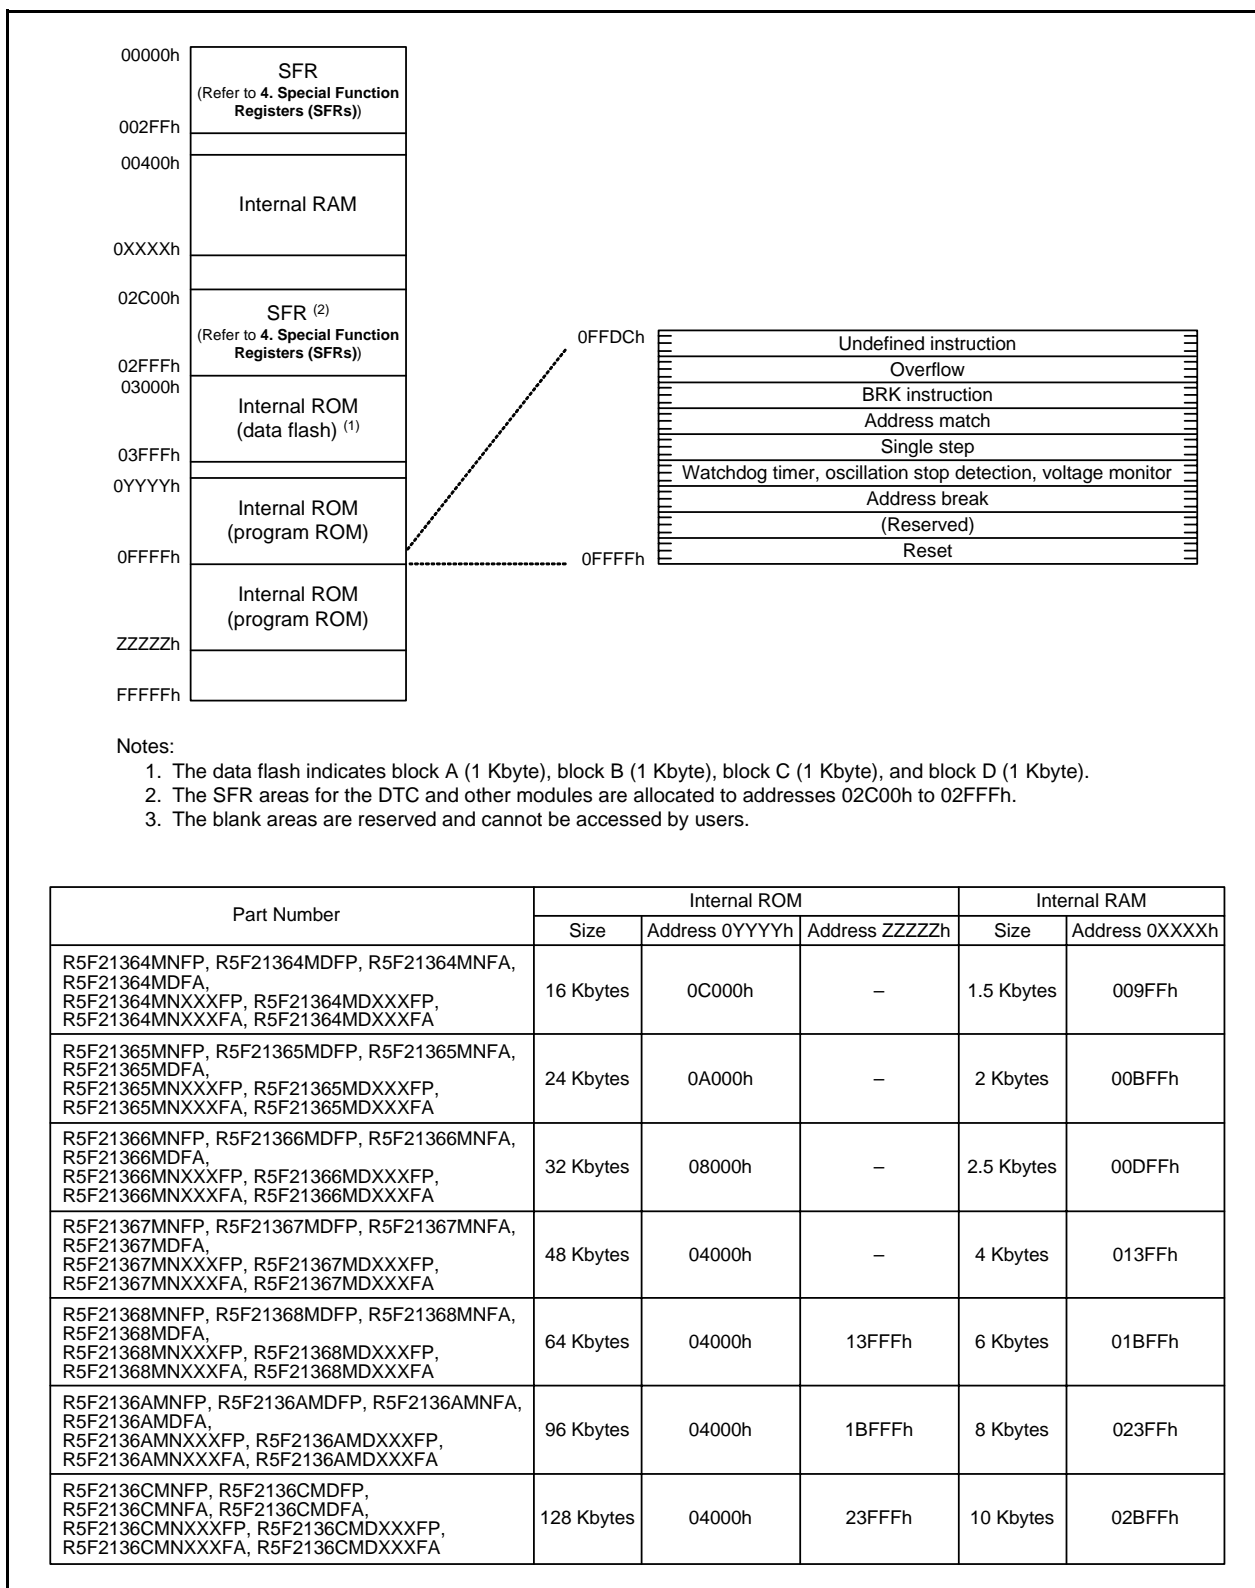 00000h
SFR
(Refer to 4. Special Function
Registers (SFRs))
002FFh
00400h
Internal RAM
0XXXXh
02C00h
SFR (2)
(Refer to 4. Special Function
Registers (SFRs))
02FFFh
03000h
Internal ROM
(data flash) (1)
03FFFh
0YYYYh
Internal ROM
(program ROM)
0FFFFh
Internal ROM
(program ROM)
ZZZZZh
FFFFFh
0FFDCh
Undefined instruction
Overflow
BRK instruction
Address match
Single step
Watchdog timer, oscillation stop detection, voltage monitor
Address break
(Reserved)
Reset
0FFFFh
Notes:
1. The data flash indicates block A (1 Kbyte), block B (1 Kbyte), block C (1 Kbyte), and block D (1 Kbyte).
2. The SFR areas for the DTC and other modules are allocated to addresses 02C00h to 02FFFh.
3. The blank areas are reserved and cannot be accessed by users.
Part Number Internal ROM Internal RAM
Size Address 0YYYYh Address ZZZZZh Size Address 0XXXXh
R5F21364MNFP, R5F21364MDFP, R5F21364MNFA,
R5F21364MDFA,
R5F21364MNXXXFP, R5F21364MDXXXFP,
R5F21364MNXXXFA, R5F21364MDXXXFA
16 Kbytes 0C000h – 1.5 Kbytes 009FFh
R5F21365MNFP, R5F21365MDFP, R5F21365MNFA,
R5F21365MDFA,
R5F21365MNXXXFP, R5F21365MDXXXFP,
R5F21365MNXXXFA, R5F21365MDXXXFA
24 Kbytes 0A000h – 2 Kbytes 00BFFh
R5F21366MNFP, R5F21366MDFP, R5F21366MNFA,
R5F21366MDFA,
R5F21366MNXXXFP, R5F21366MDXXXFP,
R5F21366MNXXXFA, R5F21366MDXXXFA
32 Kbytes 08000h – 2.5 Kbytes 00DFFh
R5F21367MNFP, R5F21367MDFP, R5F21367MNFA,
R5F21367MDFA,
R5F21367MNXXXFP, R5F21367MDXXXFP,
R5F21367MNXXXFA, R5F21367MDXXXFA
48 Kbytes 04000h – 4 Kbytes 013FFh
R5F21368MNFP, R5F21368MDFP, R5F21368MNFA,
R5F21368MDFA,
R5F21368MNXXXFP, R5F21368MDXXXFP,
R5F21368MNXXXFA, R5F21368MDXXXFA
64 Kbytes 04000h 13FFFh 6 Kbytes 01BFFh
R5F2136AMNFP, R5F2136AMDFP, R5F2136AMNFA,
R5F2136AMDFA,
R5F2136AMNXXXFP, R5F2136AMDXXXFP,
R5F2136AMNXXXFA, R5F2136AMDXXXFA
96 Kbytes 04000h 1BFFFh 8 Kbytes 023FFh
R5F2136CMNFP, R5F2136CMDFP,
R5F2136CMNFA, R5F2136CMDFA,
R5F2136CMNXXXFP, R5F2136CMDXXXFP,
R5F2136CMNXXXFA, R5F2136CMDXXXFA
128 Kbytes 04000h 23FFFh 10 Kbytes 02BFFh